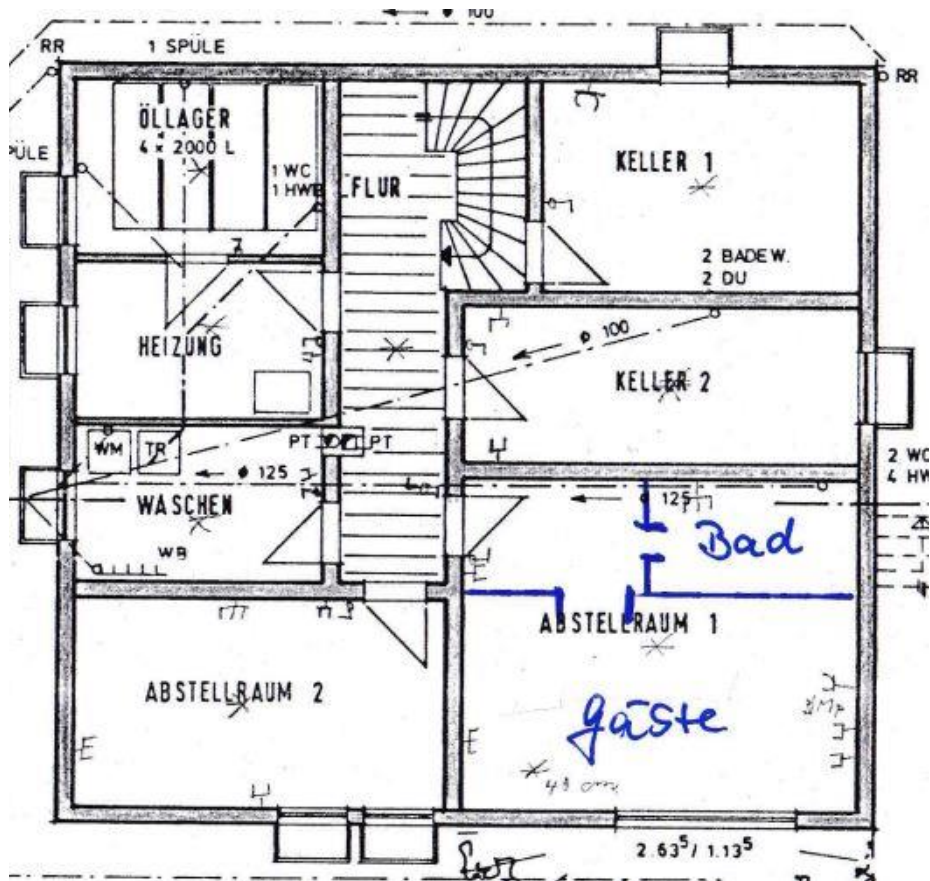 ø 100
RR
1 SPÜLE
RR
ÖLLAGER
4 x 2000 L
PÜLE
1 WC
1 HWB
FLUR
KELLER 1
2 BADEW.
2 DU
HEIZUNG
ø 100
KELLER 2
WM
TR
PT
PT
ø 125
2 WC
4 HW
WASCHEN
125
Bad
WB
ABSTELLRAUM 1
ABSTELLRAUM 2
Gäste
2.63⁵/ 1.13⁵